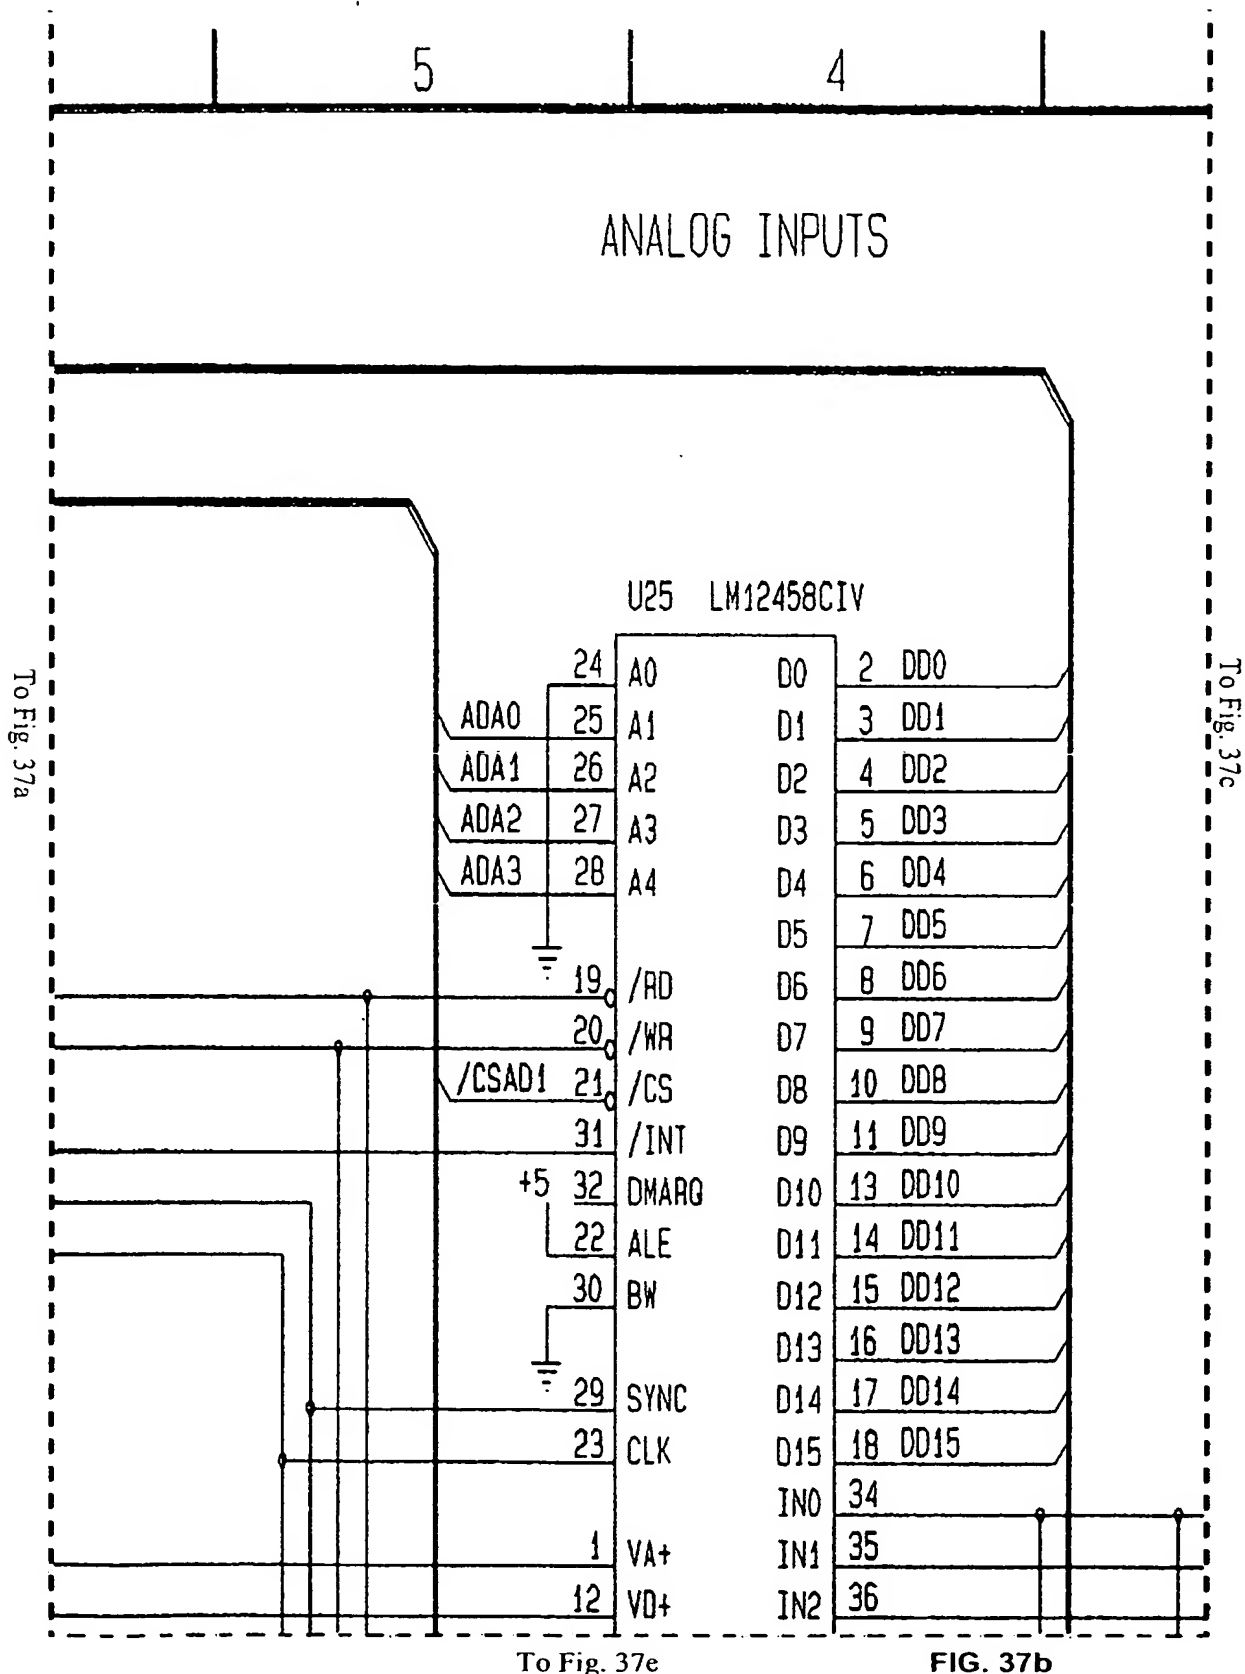 5 4
ANALOG INPUTS
U25 LM12458CIV
24 A0 D0 2 DD0
ADA0 25 A1 D1 3 DD1
ADA1 26 A2 D2 4 DD2
ADA2 27 A3 D3 5 DD3
ADA3 28 A4 D4 6 DD4
D5 7 DD5
19 /RD D6 8 DD6
20 /WR D7 9 DD7
/CSAD1 21 /CS D8 10 DD8
31 /INT D9 11 DD9
+5 32 DMARQ D10 13 DD10
22 ALE D11 14 DD11
30 BW D12 15 DD12
D13 16 DD13
29 SYNC D14 17 DD14
23 CLK D15 18 DD15
IN0 34
1 VA+ IN1 35
12 VD+ IN2 36
To Fig. 37a
To Fig. 37c
To Fig. 37e
FIG. 37b